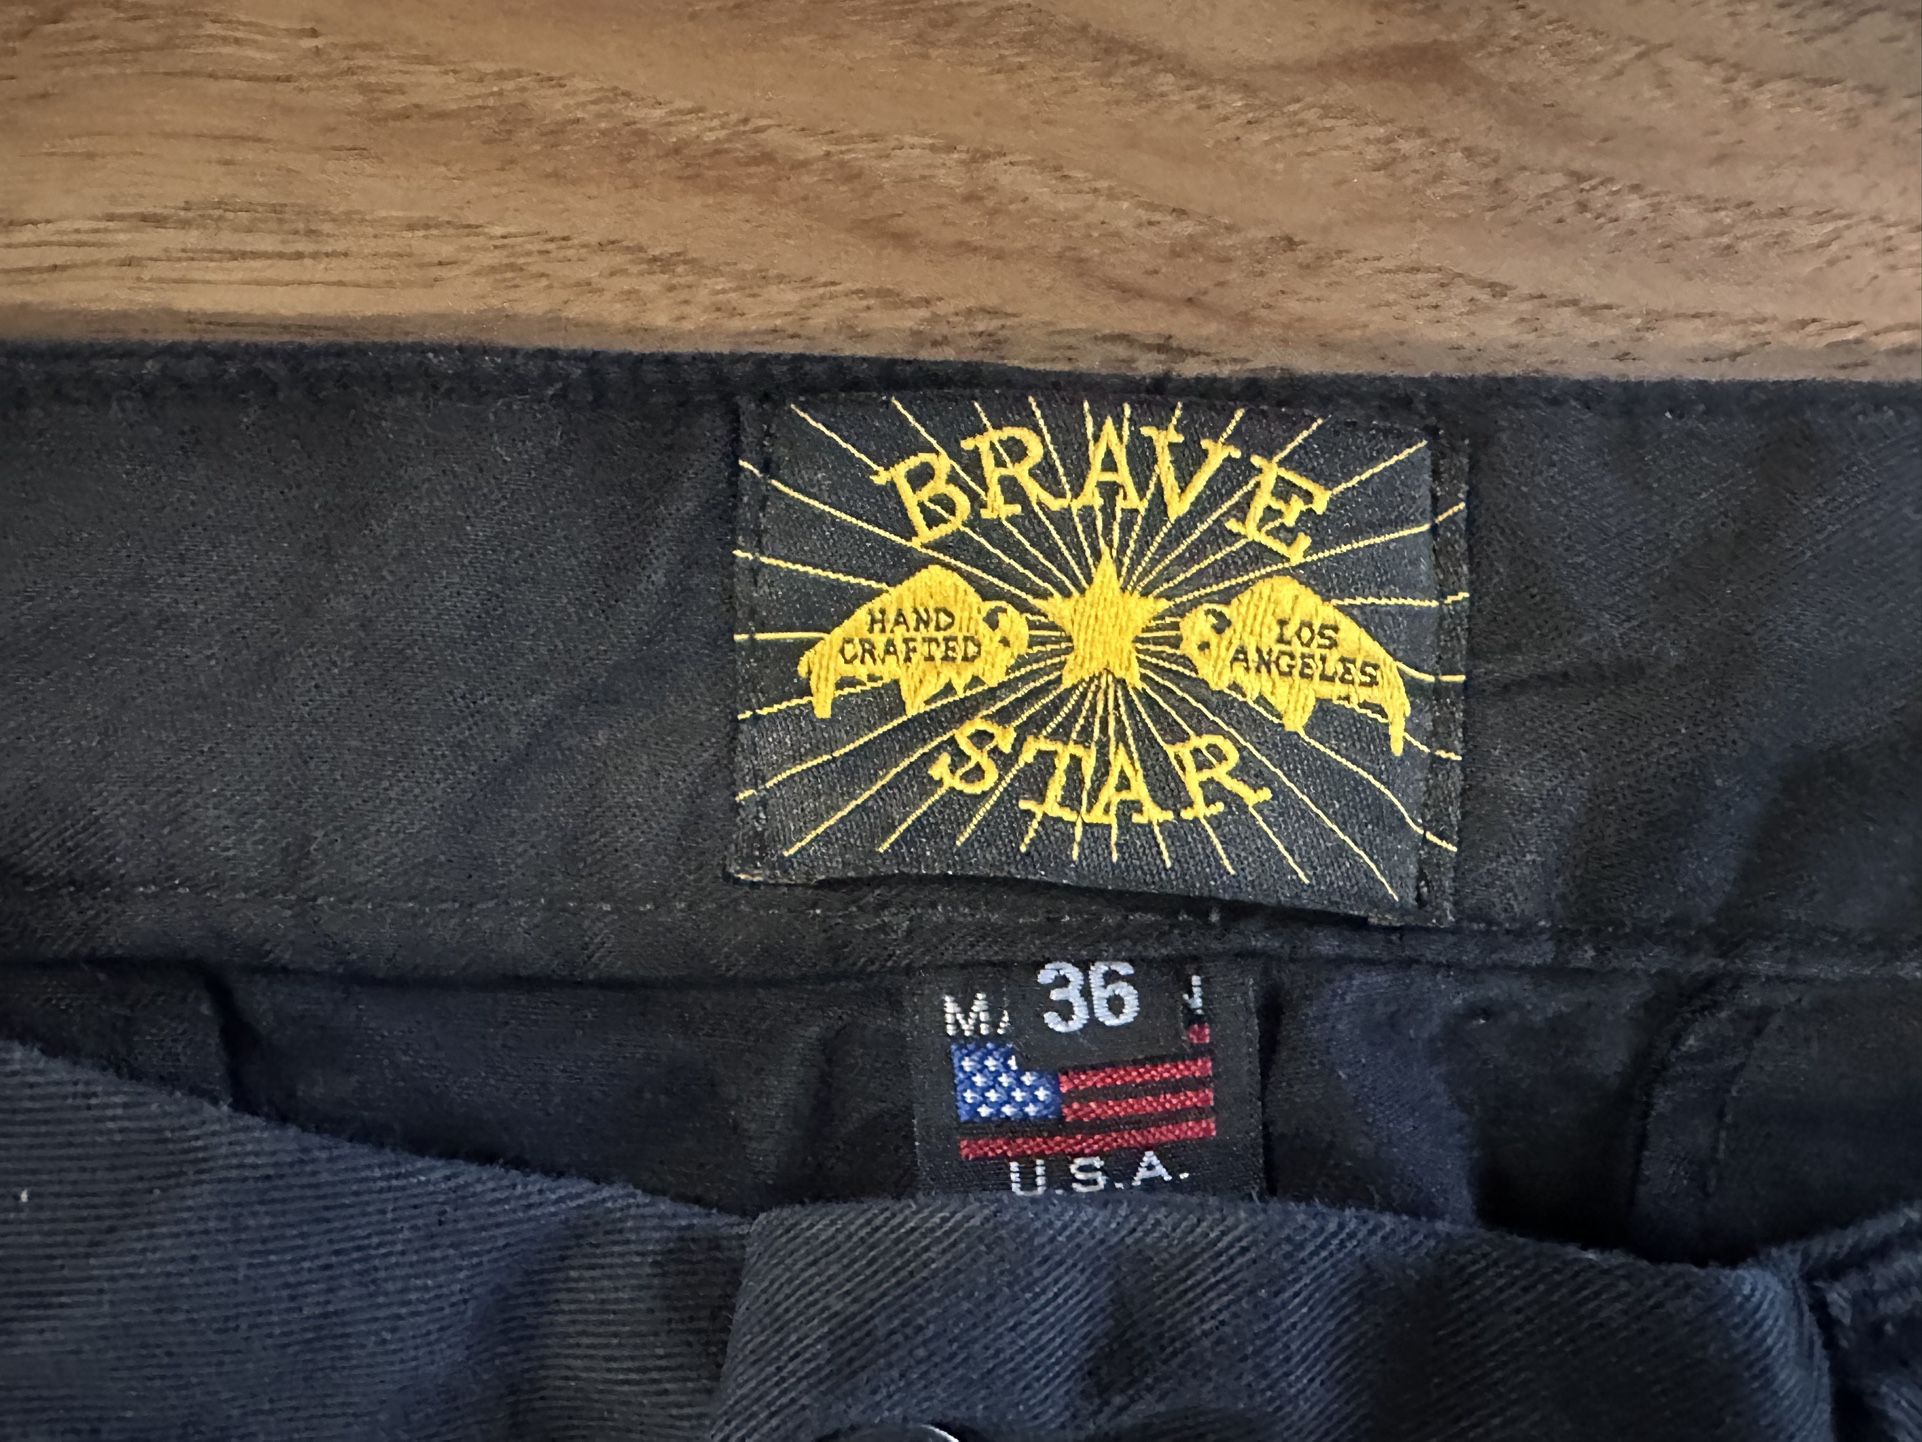 BRAVE
HAND
CRAFTED
LOS
ANGELES
STAR
36
U.S.A.